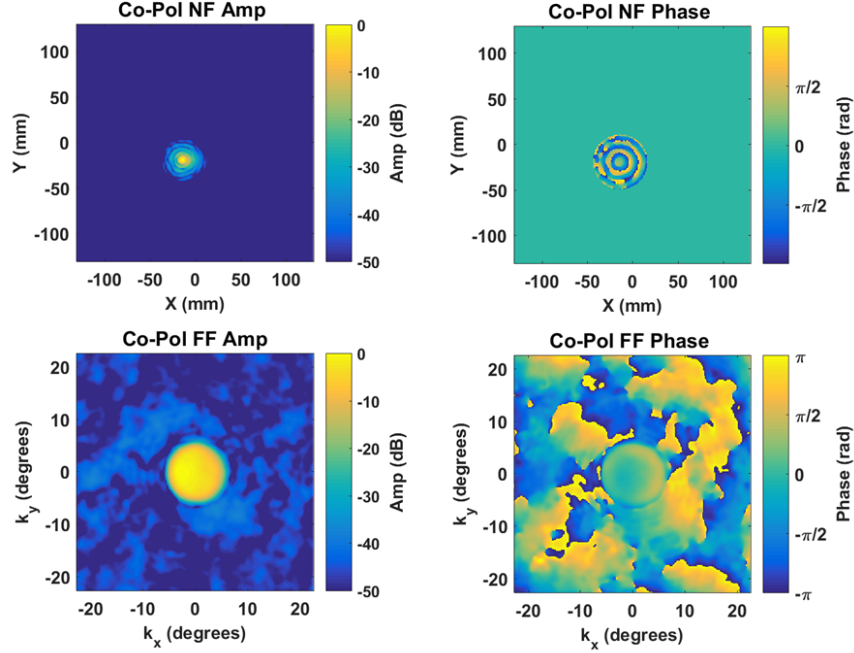 Co-Pol NF Amp
100
50
0
-50
-100
Y (mm)
-100
-50
0
50
100
X (mm)
0
-10
-20
-30
-40
-50
Amp (dB)
Co-Pol NF Phase
100
50
0
-50
-100
Y (mm)
-100
-50
0
50
100
X (mm)
π/2
0
-π/2
Phase (rad)
Co-Pol FF Amp
20
10
0
-10
-20
k_y (degrees)
-20
-10
0
10
20
k_x (degrees)
0
-10
-20
-30
-40
-50
Amp (dB)
Co-Pol FF Phase
20
10
0
-10
-20
k_y (degrees)
-20
-10
0
10
20
k_x (degrees)
π
π/2
0
-π/2
-π
Phase (rad)